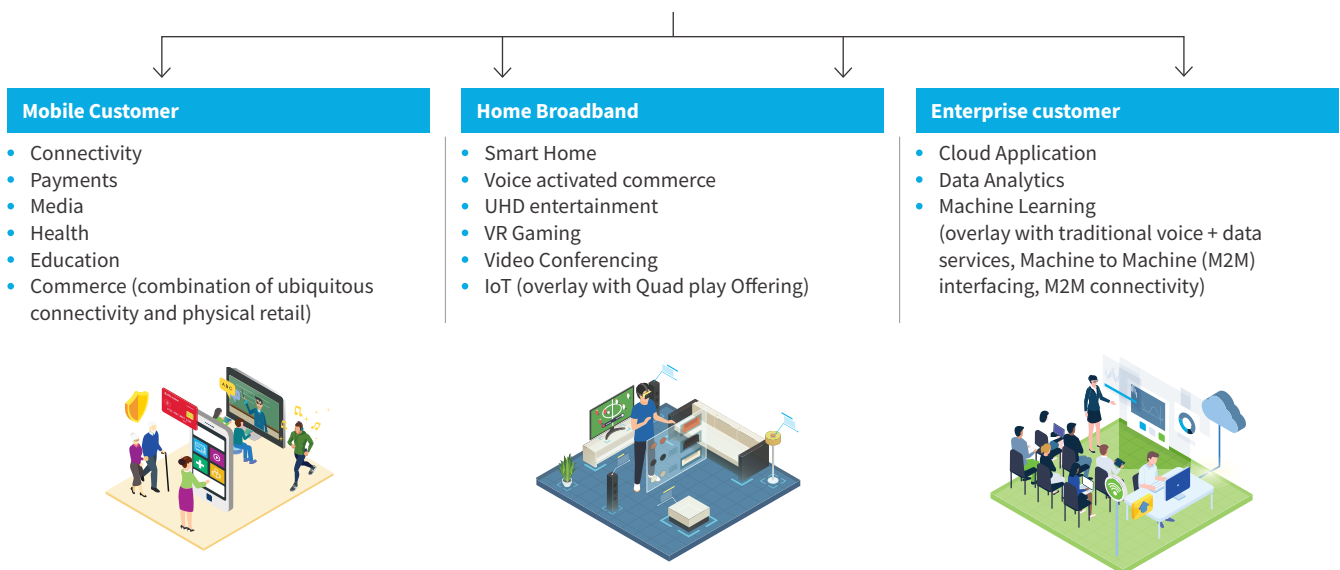 Mobile Customer
• Connectivity
• Payments
• Media
• Health
• Education
• Commerce (combination of ubiquitous
connectivity and physical retail)
Home Broadband
• Smart Home
• Voice activated commerce
• UHD entertainment
• VR Gaming
• Video Conferencing
• IoT (overlay with Quad play Offering)
Enterprise customer
• Cloud Application
• Data Analytics
• Machine Learning
(overlay with traditional voice + data
services, Machine to Machine (M2M)
interfacing, M2M connectivity)
ABC